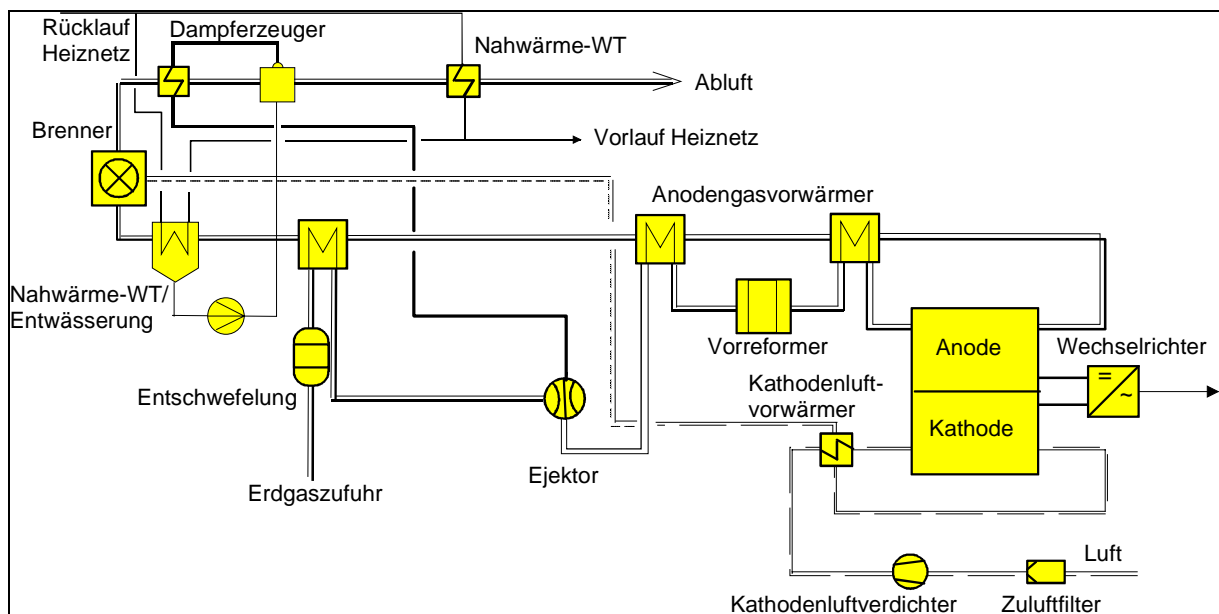 Rücklauf
Heiznetz
Dampferzeuger
Nahwärme-WT
Abluft
Brenner
Vorlauf Heiznetz
Anodengasvorwärmer
Nahwärme-WT/
Entwässerung
Vorreformer
Anode
Wechselrichter
=
~
Entschwefelung
Kathodenluft-
vorwärmer
Kathode
Ejektor
Erdgaszufuhr
Luft
Kathodenluftverdichter
Zuluftfilter